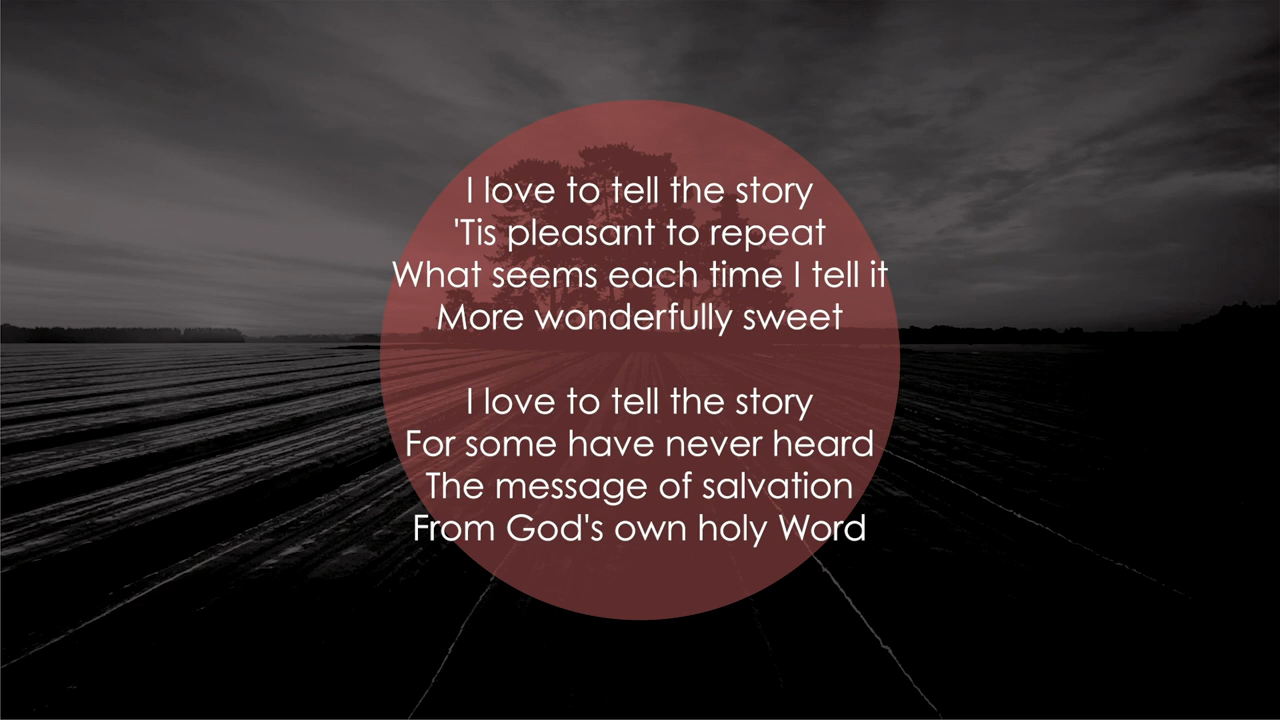 I love to tell the story
'Tis pleasant to repeat
What seems each time I tell it
More wonderfully sweet
I love to tell the story
For some have never heard
The message of salvation
From God's own holy Word